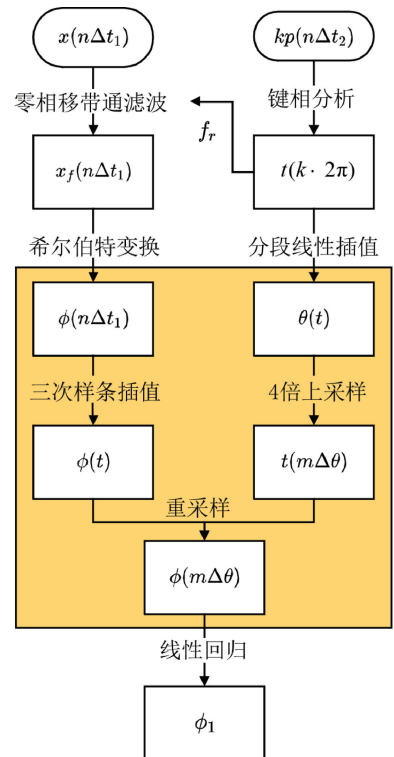 x(nΔt₁)
kp(nΔt₂)
零相移带通滤波
键相分析
f_r
x_f(nΔt₁)
t(k· 2π)
希尔伯特变换
分段线性插值
ϕ(nΔt₁)
θ(t)
三次样条插值
4倍上采样
ϕ(t)
t(mΔθ)
重采样
ϕ(mΔθ)
线性回归
ϕ₁